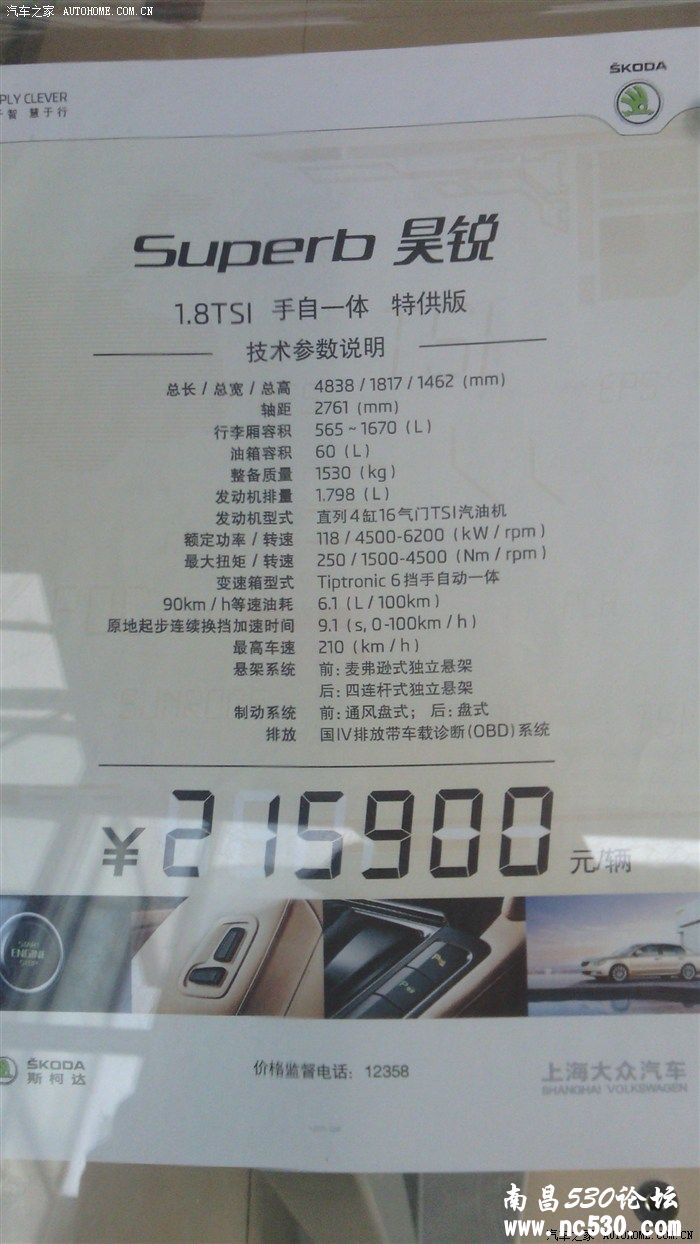 汽车之家 AUTOHOME.COM.CN
ŠKODA
PLY CLEVER
智 慧于行
Superb 昊锐
1.8TSI 手自一体 特供版
技术参数说明
总长 / 总宽 / 总高 4838 / 1817 / 1462 (mm)
轴距 2761 (mm)
行李厢容积 565 ~ 1670 (L)
油箱容积 60 (L)
整备质量 1530 (kg)
发动机排量 1.798 (L)
发动机型式 直列4缸16气门TSI汽油机
额定功率 / 转速 118 / 4500-6200 (kW / rpm)
最大扭矩 / 转速 250 / 1500-4500 (Nm / rpm)
变速箱型式 Tiptronic 6挡手自动一体
90km / h等速油耗 6.1 (L / 100km)
原地起步连续换挡加速时间 9.1 (s, 0-100km / h)
最高车速 210 (km / h)
悬架系统 前: 麦弗逊式独立悬架
后: 四连杆式独立悬架
制动系统 前: 通风盘式; 后: 盘式
排放 国IV排放带车载诊断(OBD)系统
¥ 215900 元/辆
START
ENGINE
STOP
ŠKODA
斯柯达
价格监督电话: 12358
上海大众汽车
SHANGHAI VOLKSWAGEN
南昌530论坛
www.nc530.com
汽车之家 AUTOHOME.COM.CN